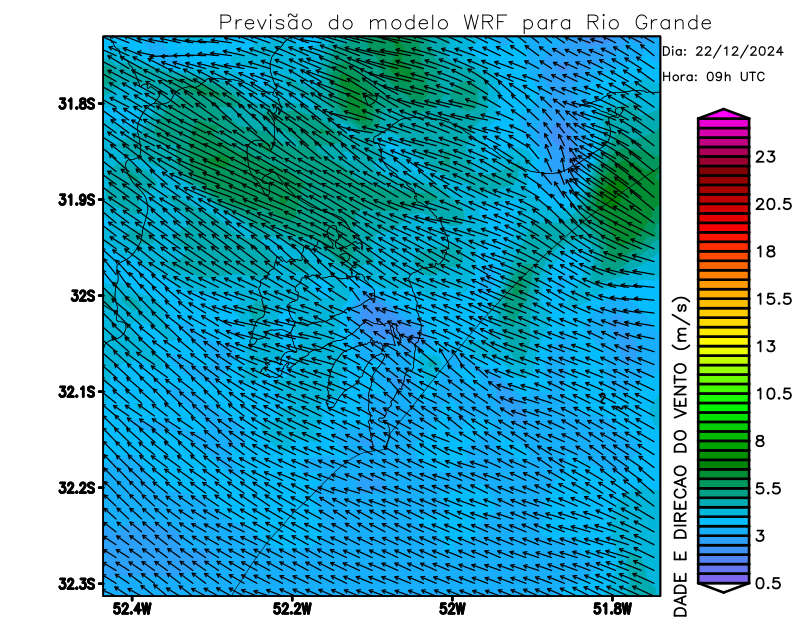 Previsão do modelo WRF para Rio Grande
Dia: 22/12/2024
Hora: 09h UTC
31.8S
31.9S
32S
32.1S
32.2S
32.3S
52.4W
52.2W
52W
51.8W
23
20.5
18
15.5
13
10.5
8
5.5
3
0.5
DADE E DIRECAO DO VENTO (m/s)